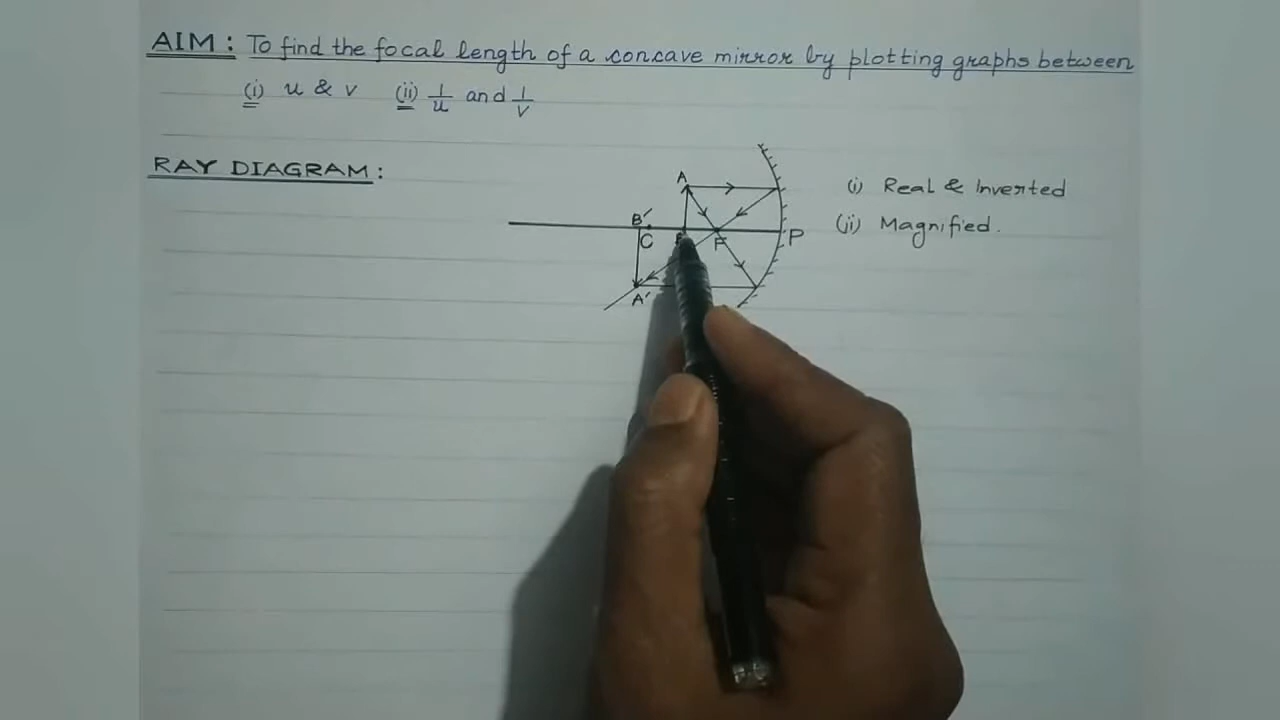 AIM: To find the focal length of a concave mirror by plotting graphs between
(i) u & v (ii) 1/u and 1/v
RAY DIAGRAM:
A
B′
C
F
P
A′
(i) Real & Inverted
(ii) Magnified.